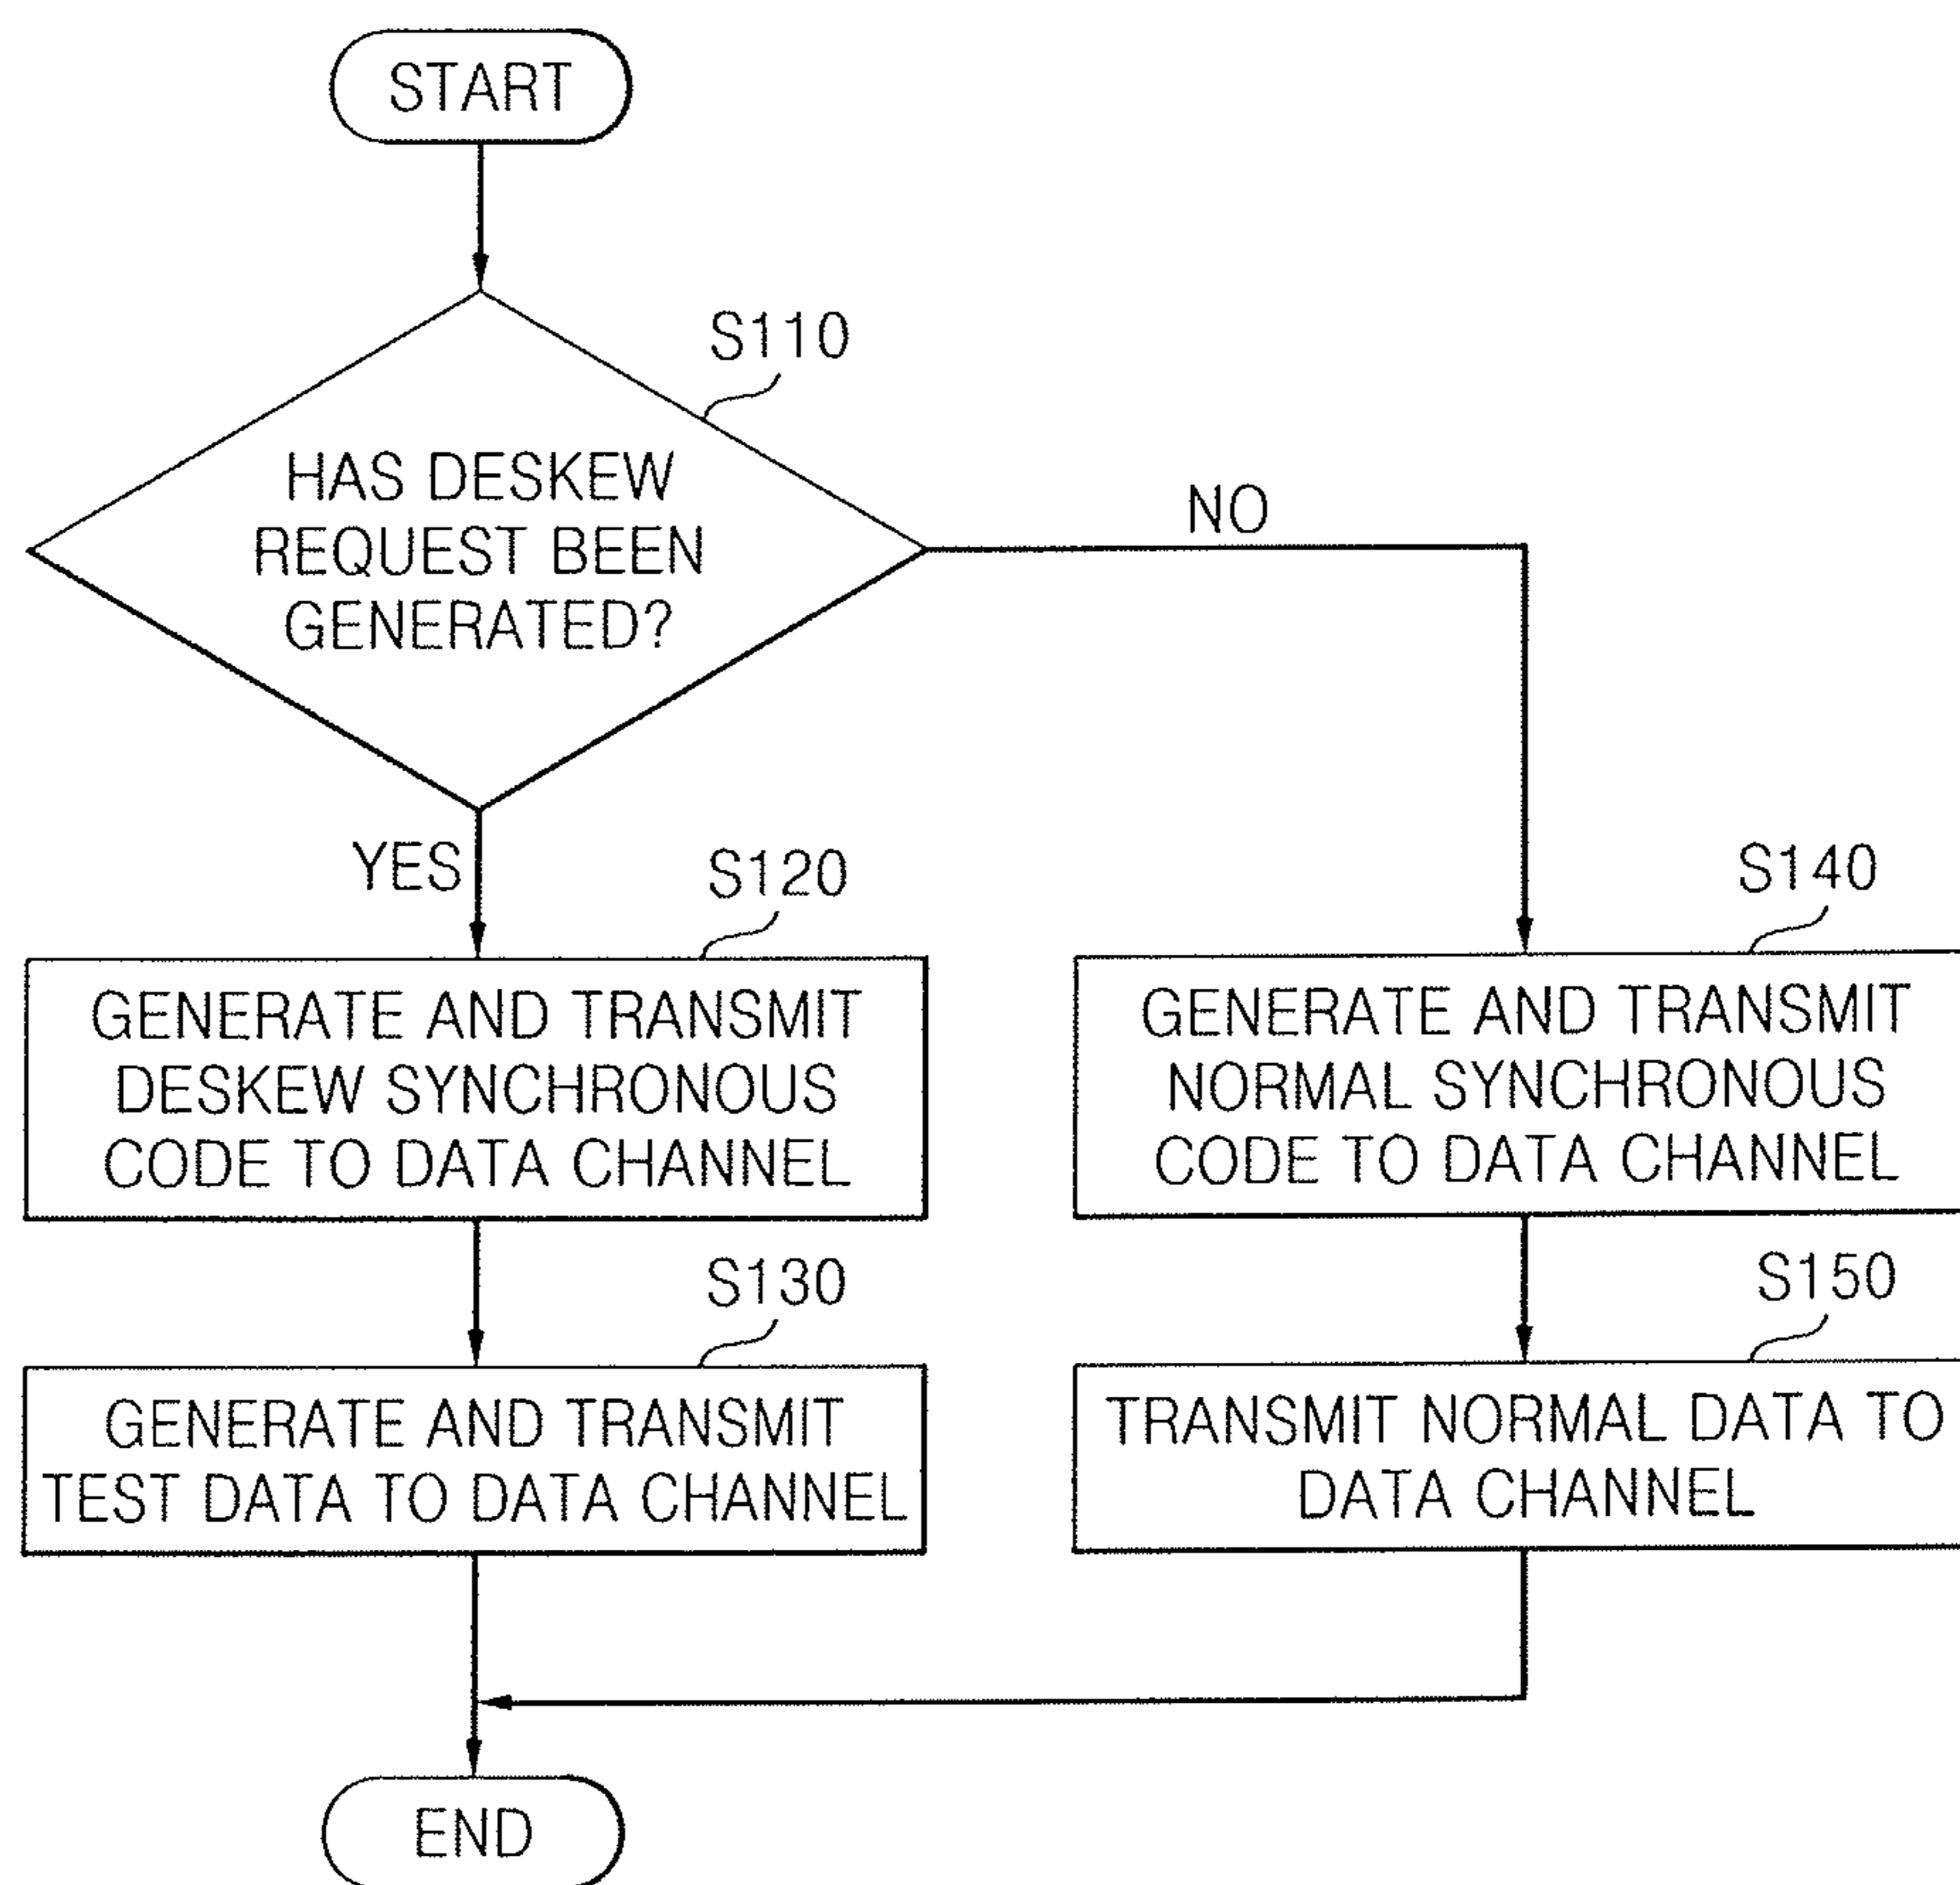 START
S110
HAS DESKEW
REQUEST BEEN
GENERATED?
NO
YES
S120
GENERATE AND TRANSMIT
DESKEW SYNCHRONOUS
CODE TO DATA CHANNEL
S140
GENERATE AND TRANSMIT
NORMAL SYNCHRONOUS
CODE TO DATA CHANNEL
S130
GENERATE AND TRANSMIT
TEST DATA TO DATA CHANNEL
S150
TRANSMIT NORMAL DATA TO
DATA CHANNEL
END